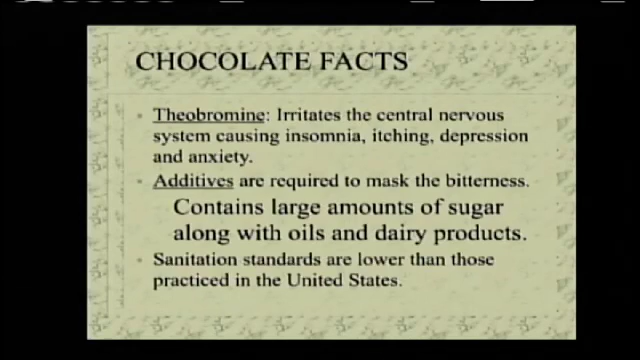 CHOCOLATE FACTS
Theobromine: Irritates the central nervous
system causing insomnia, itching, depression
and anxiety.
Additives are required to mask the bitterness.
Contains large amounts of sugar
along with oils and dairy products.
Sanitation standards are lower than those
practiced in the United States.